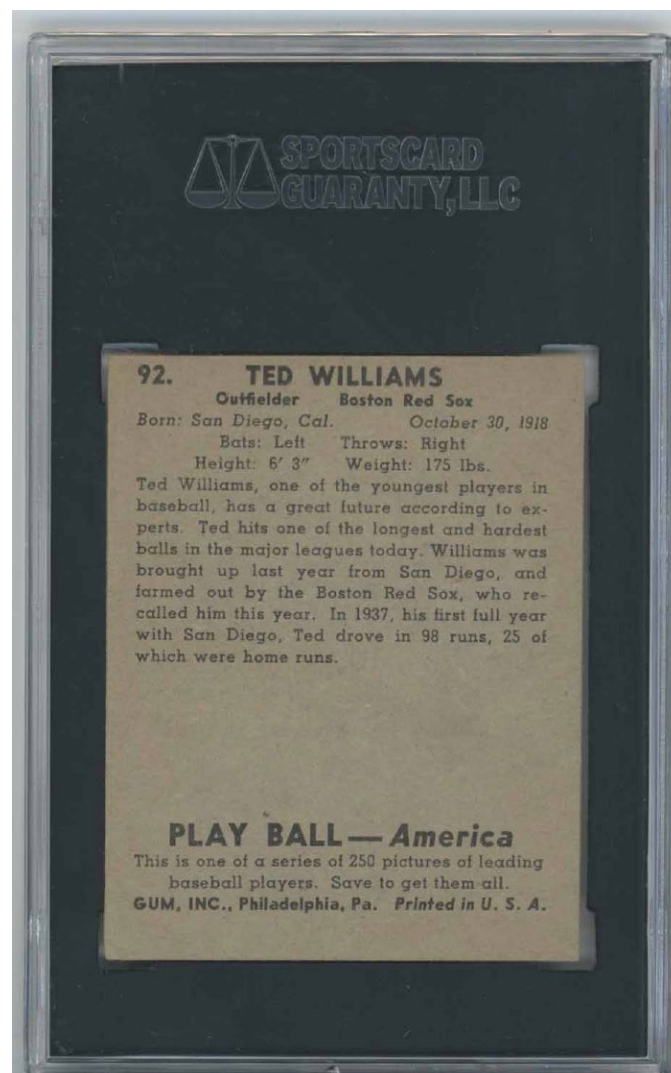 SPORTSCARD
GUARANTY, LLC
92. TED WILLIAMS
Outfielder Boston Red Sox
Born: San Diego, Cal. October 30, 1918
Bats: Left Throws: Right
Height: 6' 3" Weight: 175 lbs.
Ted Williams, one of the youngest players in
baseball, has a great future according to ex-
perts. Ted hits one of the longest and hardest
balls in the major leagues today. Williams was
brought up last year from San Diego, and
farmed out by the Boston Red Sox, who re-
called him this year. In 1937, his first full year
with San Diego, Ted drove in 98 runs, 25 of
which were home runs.
PLAY BALL — America
This is one of a series of 250 pictures of leading
baseball players. Save to get them all.
GUM, INC., Philadelphia, Pa. Printed in U. S. A.